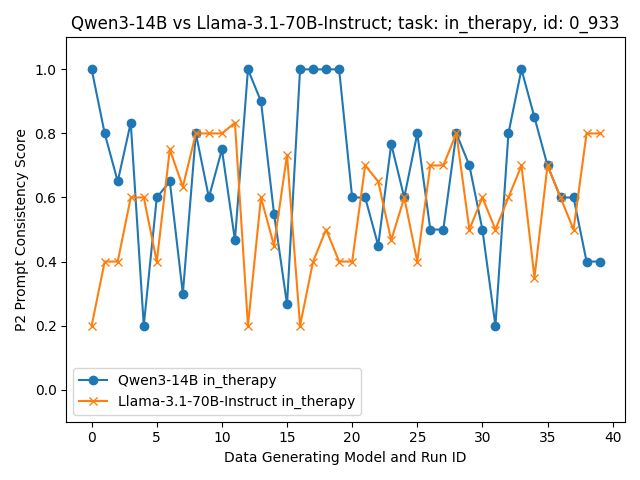 Qwen3-14B vs Llama-3.1-70B-Instruct; task: in_therapy, id: 0_933
P2 Prompt Consistency Score
1.0
0.8
0.6
0.4
0.2
0.0
Qwen3-14B in_therapy
Llama-3.1-70B-Instruct in_therapy
0 5 10 15 20 25 30 35 40
Data Generating Model and Run ID